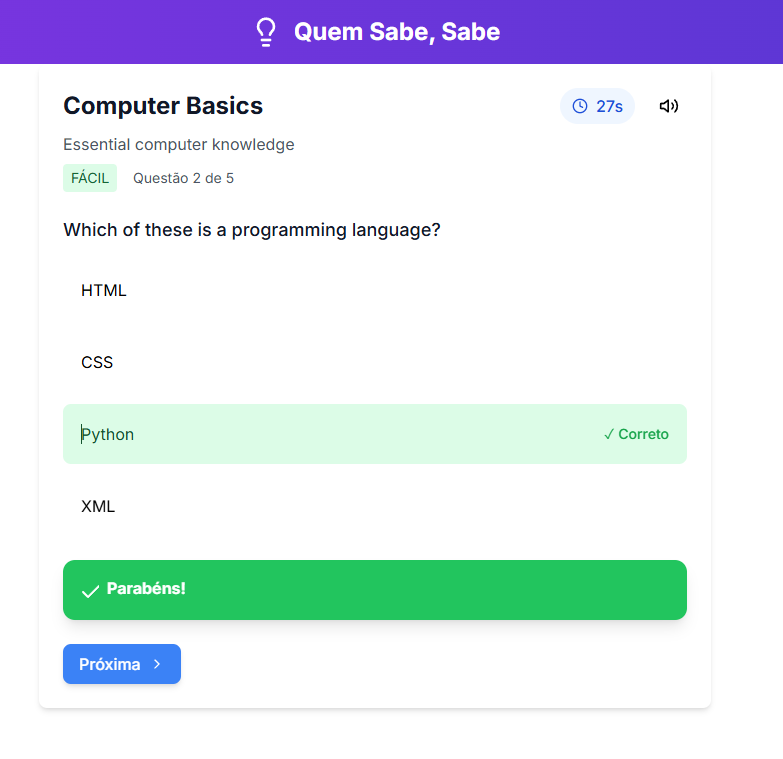 Quem Sabe, Sabe
Computer Basics
27s
Essential computer knowledge
FÁCIL Questão 2 de 5
Which of these is a programming language?
HTML
CSS
Python ✓ Correto
XML
Parabéns!
Próxima